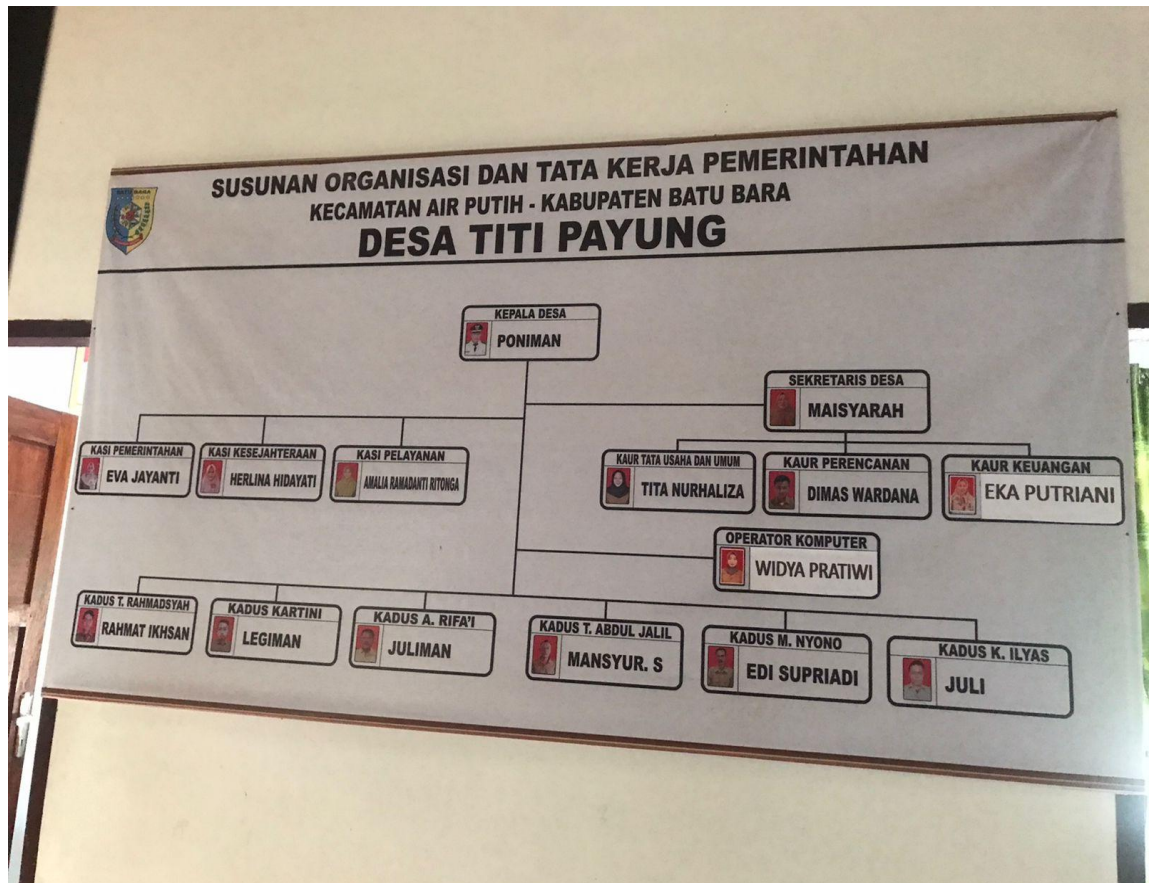 SUSUNAN ORGANISASI DAN TATA KERJA PEMERINTAHAN
KECAMATAN AIR PUTIH - KABUPATEN BATU BARA
DESA TITI PAYUNG
BATU BARA
KEPALA DESA
PONIMAN
SEKRETARIS DESA
MAISYARAH
KASI PEMERINTAHAN
EVA JAYANTI
KASI KESEJAHTERAAN
HERLINA HIDAYATI
KASI PELAYANAN
AMALIA RAMADANTI RITONGA
KAUR TATA USAHA DAN UMUM
TITA NURHALIZA
KAUR PERENCANAN
DIMAS WARDANA
KAUR KEUANGAN
EKA PUTRIANI
OPERATOR KOMPUTER
WIDYA PRATIWI
KADUS T. RAHMADSYAH
RAHMAT IKHSAN
KADUS KARTINI
LEGIMAN
KADUS A. RIFA'I
JULIMAN
KADUS T. ABDUL JALIL
MANSYUR. S
KADUS M. NYONO
EDI SUPRIADI
KADUS K. ILYAS
JULI